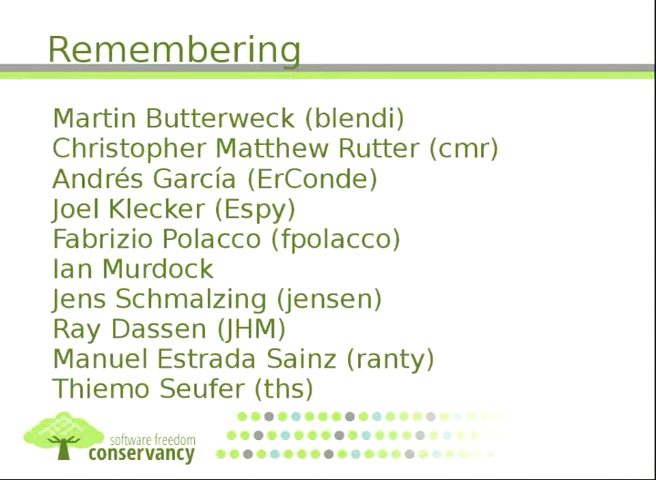 Remembering
Martin Butterweck (blendi)
Christopher Matthew Rutter (cmr)
Andrés García (ErConde)
Joel Klecker (Espy)
Fabrizio Polacco (fpolacco)
Ian Murdock
Jens Schmalzing (jensen)
Ray Dassen (JHM)
Manuel Estrada Sainz (ranty)
Thiemo Seufer (ths)
software freedom
conservancy